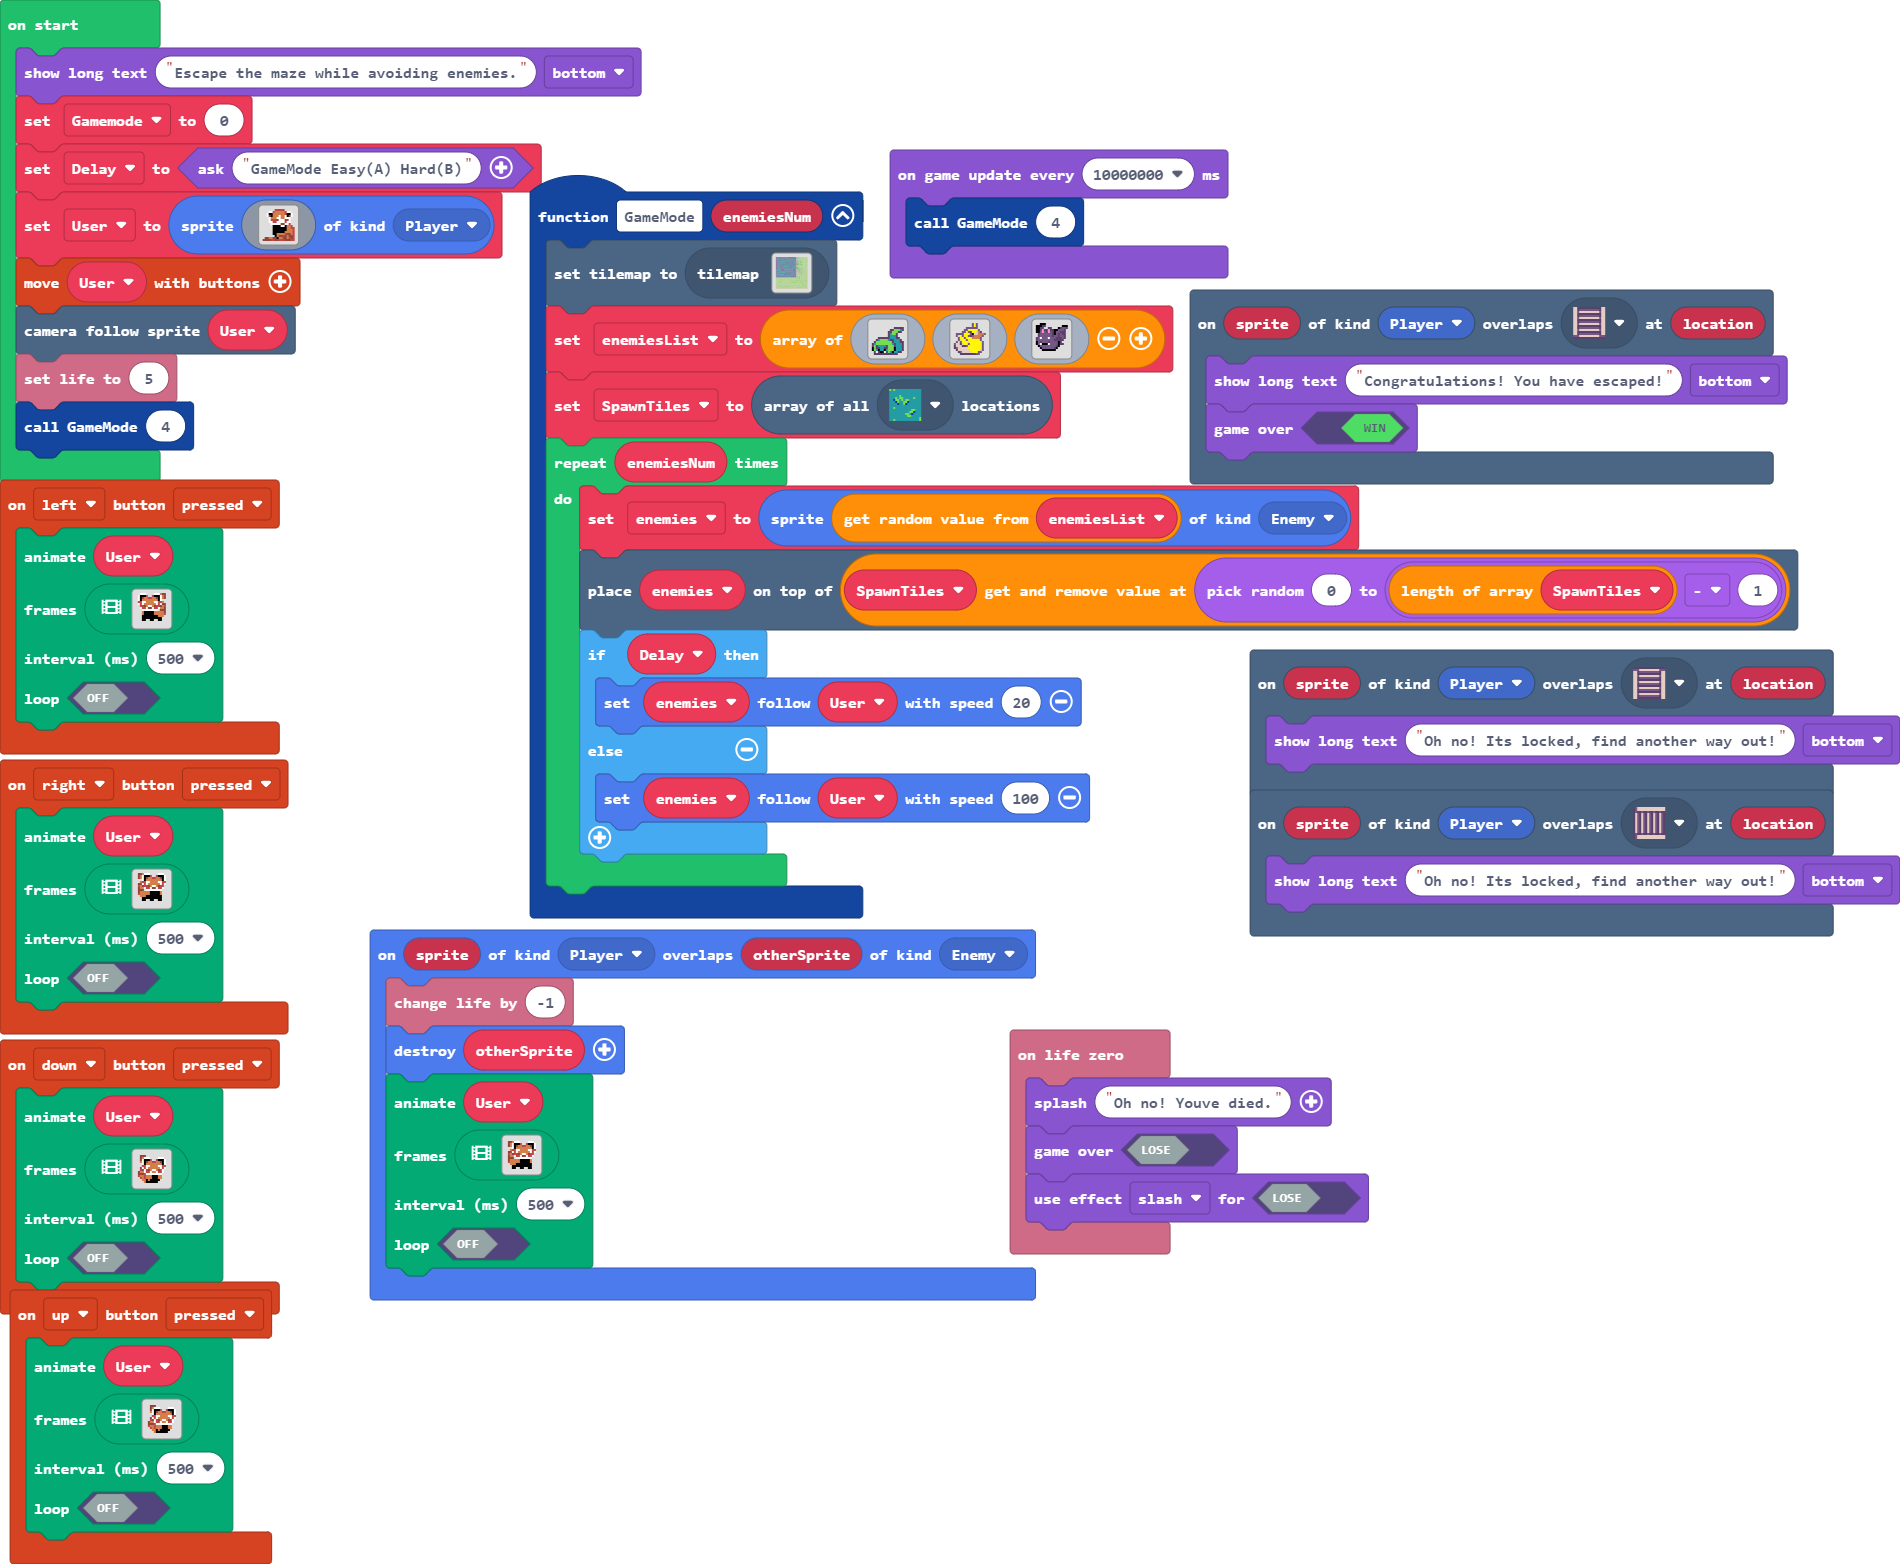 on start
show long text "Escape the maze while avoiding enemies." bottom
set Gamemode to 0
set Delay to ask "GameMode Easy(A) Hard(B)"
set User to sprite of kind Player
move User with buttons
camera follow sprite User
set life to 5
call GameMode 4
on left button pressed
animate User
frames
interval (ms) 500
loop OFF
on right button pressed
animate User
frames
interval (ms) 500
loop OFF
on down button pressed
animate User
frames
interval (ms) 500
loop OFF
on up button pressed
animate User
frames
interval (ms) 500
loop OFF
function GameMode enemiesNum
set tilemap to tilemap
set enemiesList to array of
set SpawnTiles to array of all locations
repeat enemiesNum times
do
set enemies to sprite get random value from enemiesList of kind Enemy
place enemies on top of SpawnTiles get and remove value at pick random 0 to length of array SpawnTiles - 1
if Delay then
set enemies follow User with speed 20
else
set enemies follow User with speed 100
on game update every 10000000 ms
call GameMode 4
on sprite of kind Player overlaps at location
show long text "Congratulations! You have escaped!" bottom
game over WIN
on sprite of kind Player overlaps at location
show long text "Oh no! Its locked, find another way out!" bottom
on sprite of kind Player overlaps at location
show long text "Oh no! Its locked, find another way out!" bottom
on sprite of kind Player overlaps otherSprite of kind Enemy
change life by -1
destroy otherSprite
animate User
frames
interval (ms) 500
loop OFF
on life zero
splash "Oh no! Youve died."
game over LOSE
use effect slash for LOSE